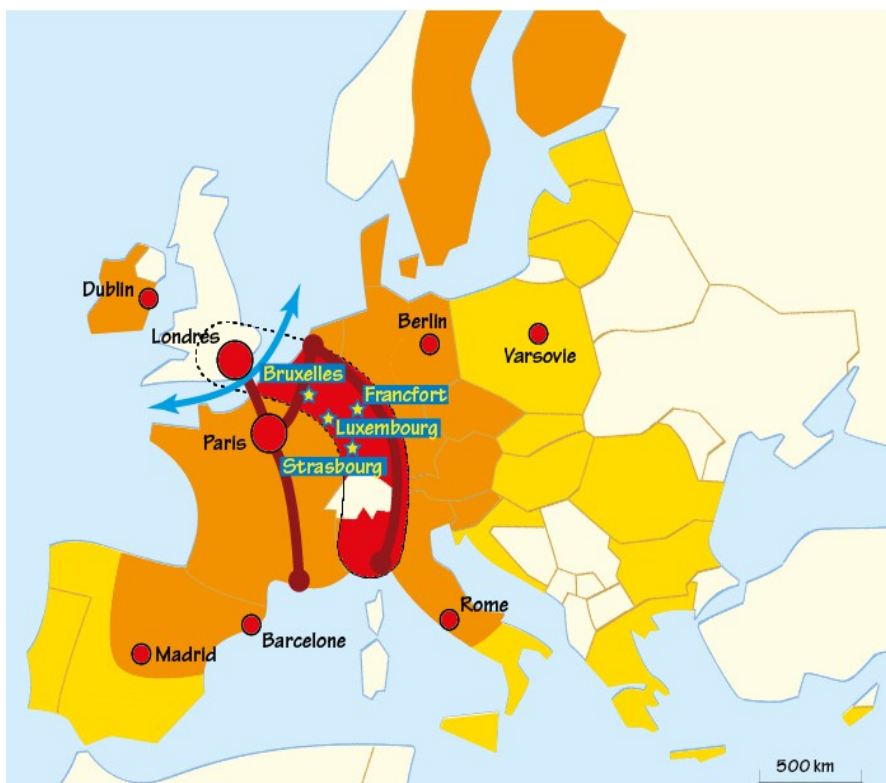 Dublin
Londres
Berlin
Varsovie
Bruxelles
Francfort
Paris
Luxembourg
Strasbourg
Rome
Barcelone
Madrid
500 km